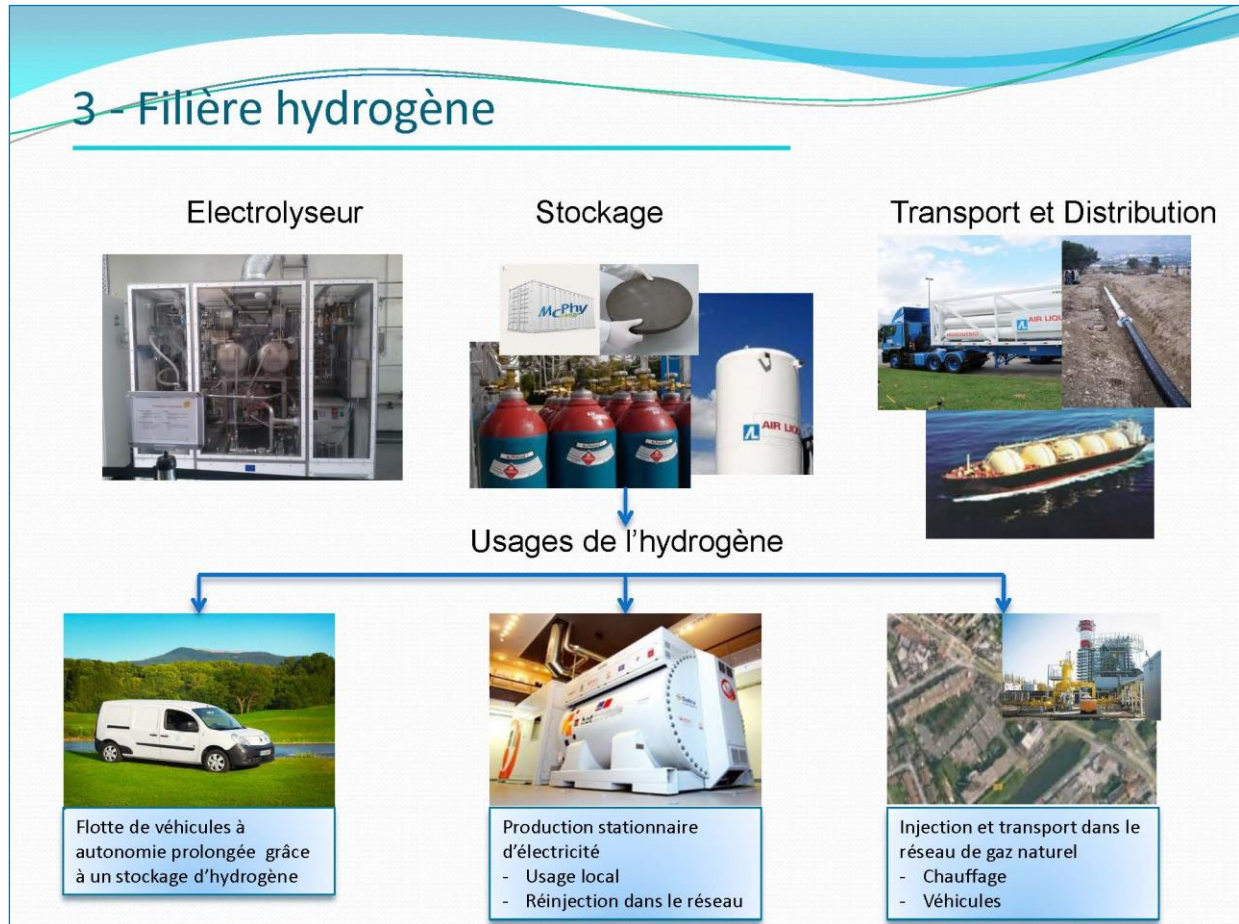 3 - Filière hydrogène
Electrolyseur
Stockage
Transport et Distribution
McPhy
AIR LIQU
AIR LIQU
Usages de l'hydrogène
Flotte de véhicules à
autonomie prolongée grâce
à un stockage d'hydrogène
Production stationnaire
d'électricité
- Usage local
- Réinjection dans le réseau
Injection et transport dans le
réseau de gaz naturel
- Chauffage
- Véhicules